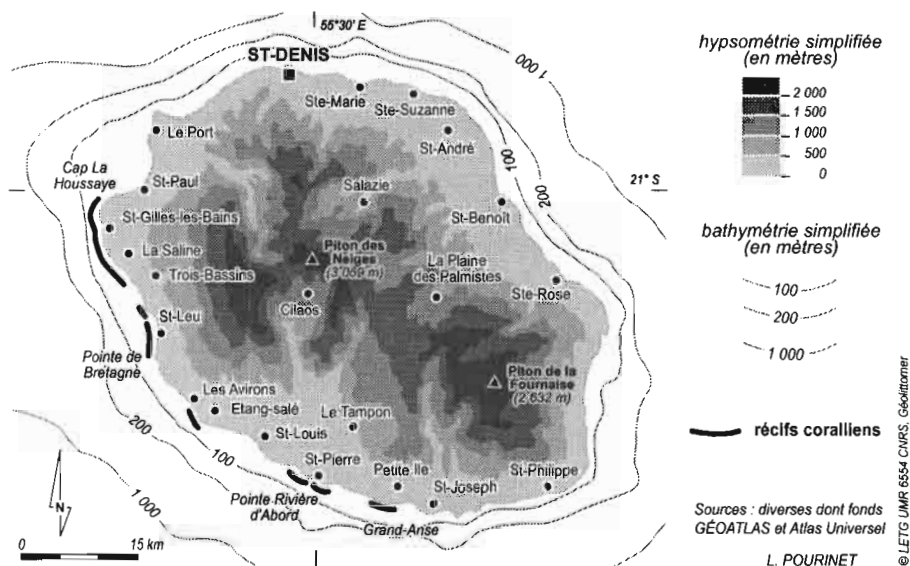 55°30' E
ST-DENIS
1 000
Ste-Marie
Ste-Suzanne
Le Port
St-André
100
200
Cap La
Houssaye
St-Paul
Salazie
21° S
St-Gilles-les-Bains
St-Benoît
La Saline
Piton des
Neiges
(3 069 m)
La Plaine
des Palmistes
Trois-Bassins
Cilaos
Ste-Rose
St-Leu
Pointe de
Bretagne
Piton de la
Fournaise
(2 632 m)
Les Avirons
Etang-salé
Le Tampon
200
St-Louis
100
St-Pierre
Petite Ile
St-Philippe
1 000
Pointe Rivière
d'Abord
St-Joseph
Grand-Anse
N
0 15 km
hypsométrie simplifiée
(en mètres)
2 000
1 500
1 000
500
0
bathymétrie simplifiée
(en mètres)
100
200
1 000
récifs coralliens
Sources : diverses dont fonds
GÉOATLAS et Atlas Universel
L. POURINET
© LETG UMR 6554 CNRS, Géolittomer